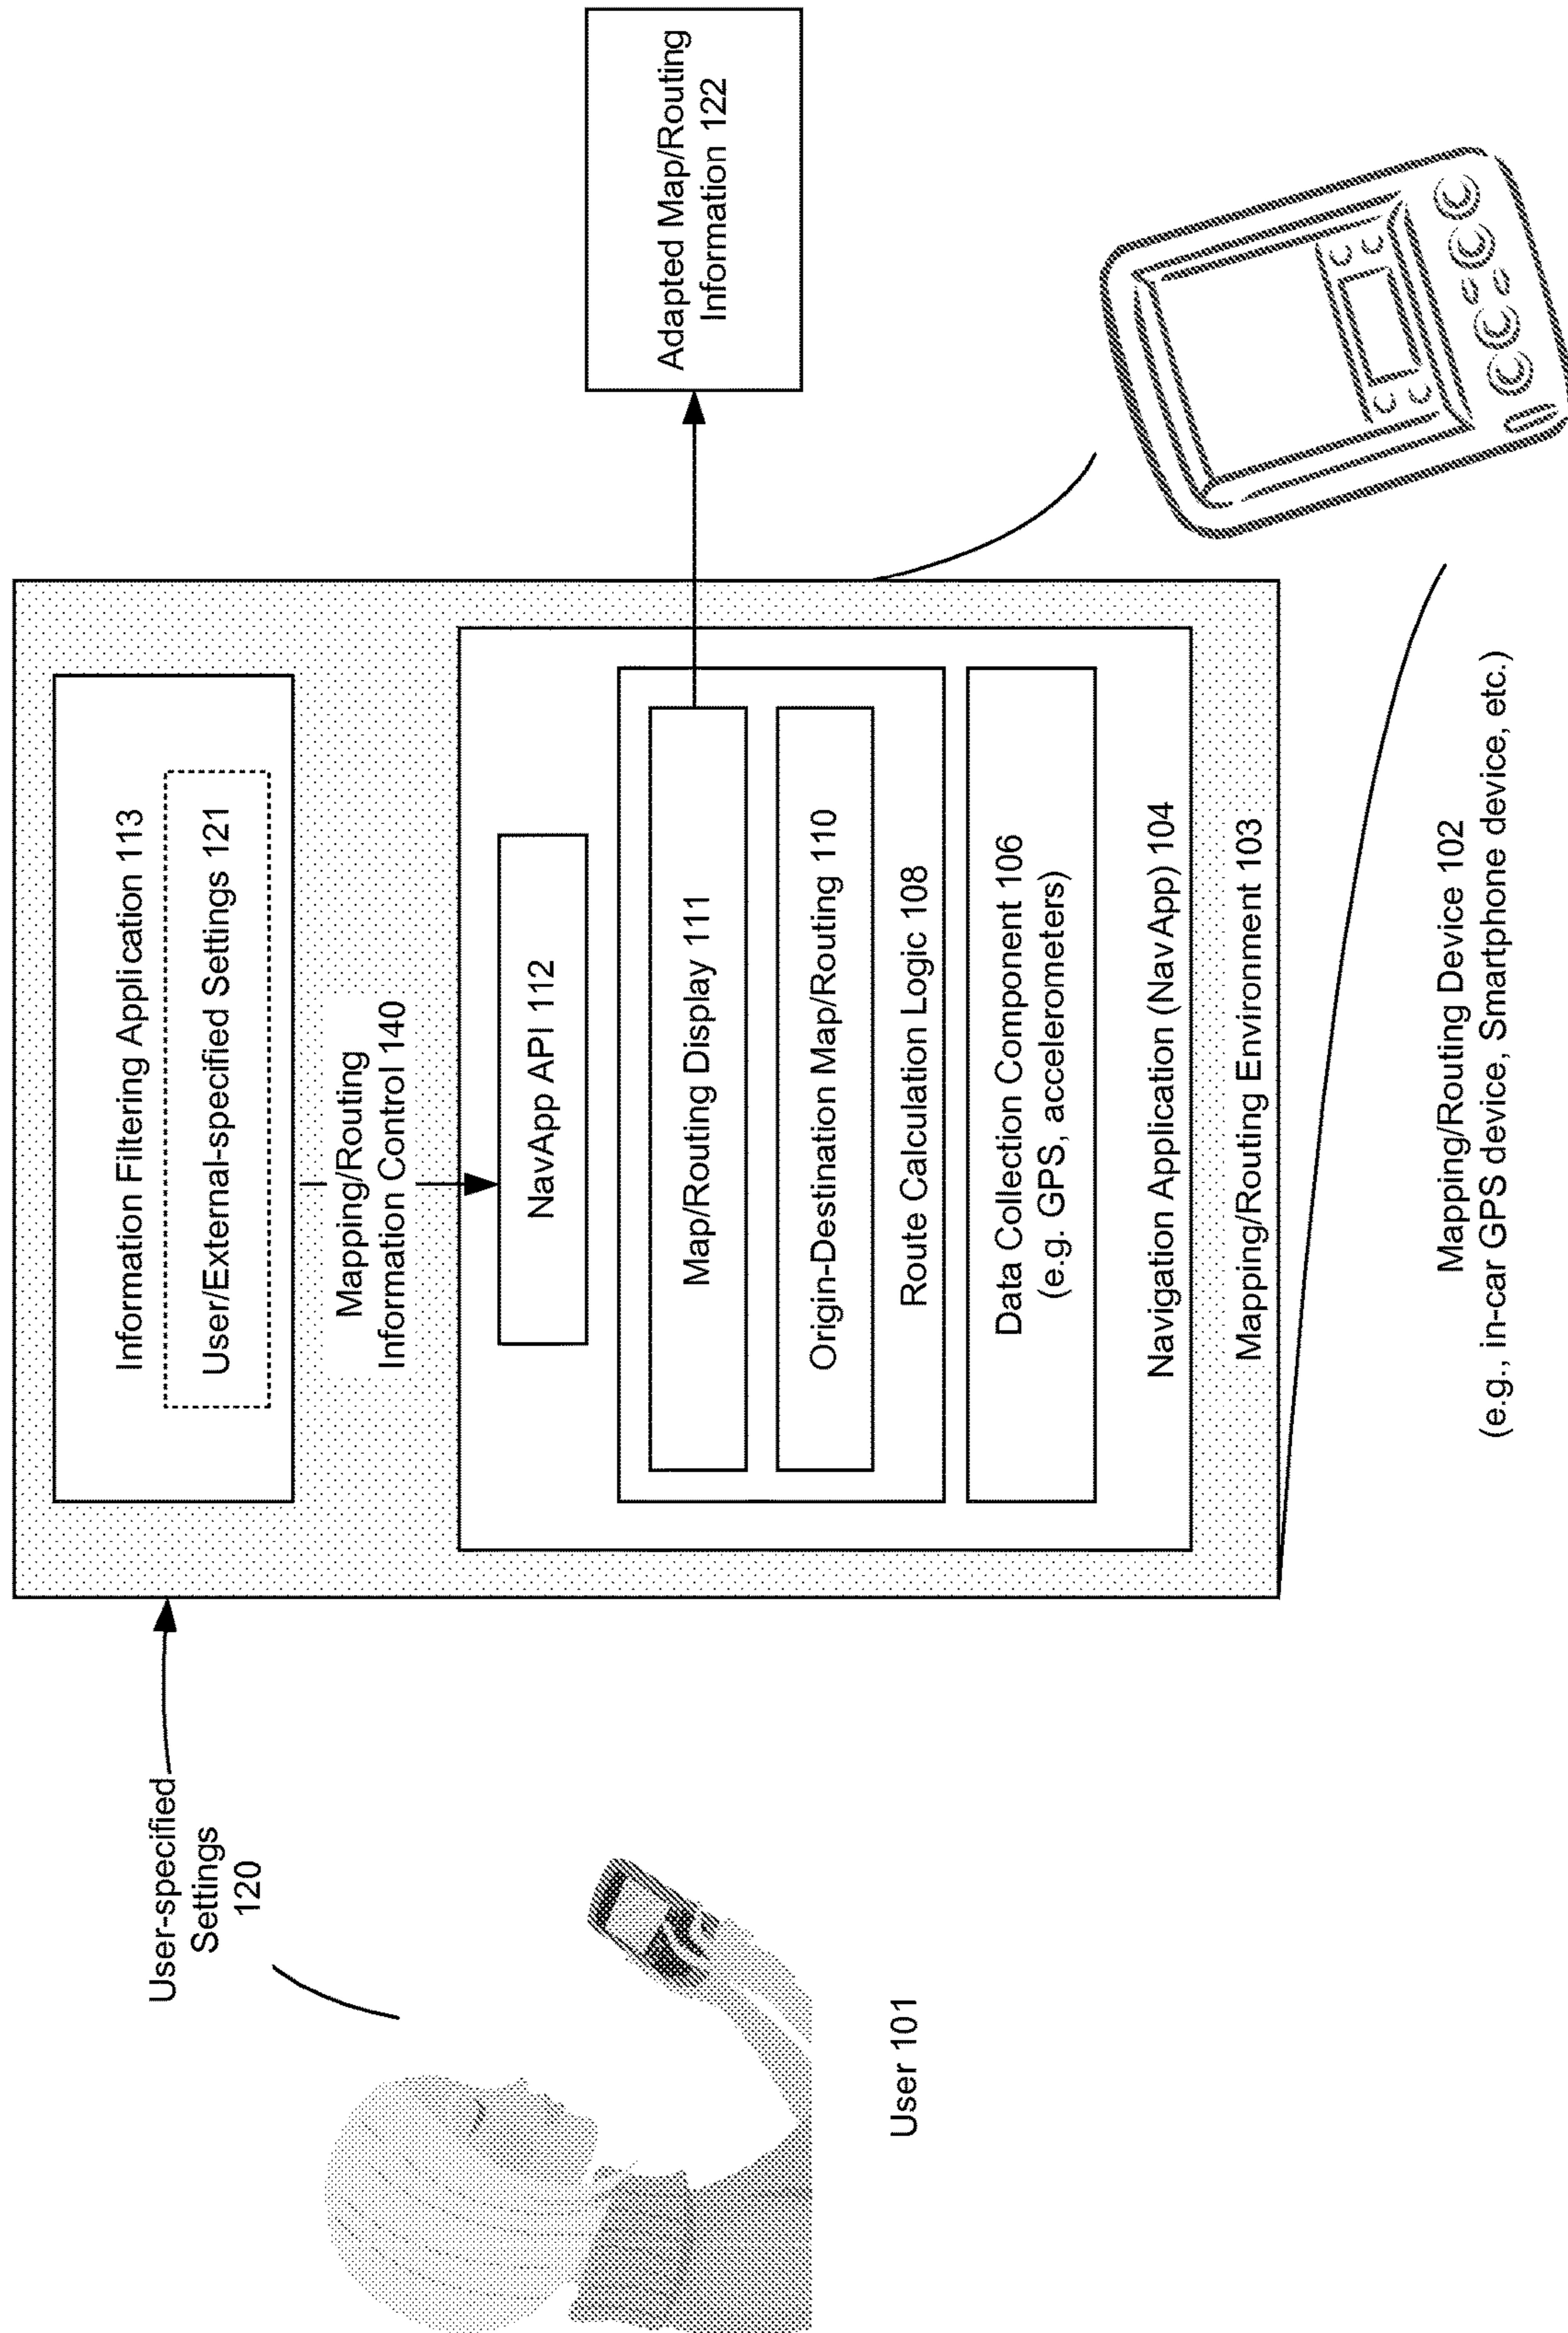 User-specified
Settings
120
User 101
Information Filtering Application 113
User/External-specified Settings 121
Mapping/Routing
Information Control 140
NavApp API 112
Map/Routing Display 111
Origin-Destination Map/Routing 110
Route Calculation Logic 108
Data Collection Component 106
(e.g. GPS, accelerometers)
Navigation Application (NavApp) 104
Mapping/Routing Environment 103
Adapted Map/Routing
Information 122
Mapping/Routing Device 102
(e.g., in-car GPS device, Smartphone device, etc.)